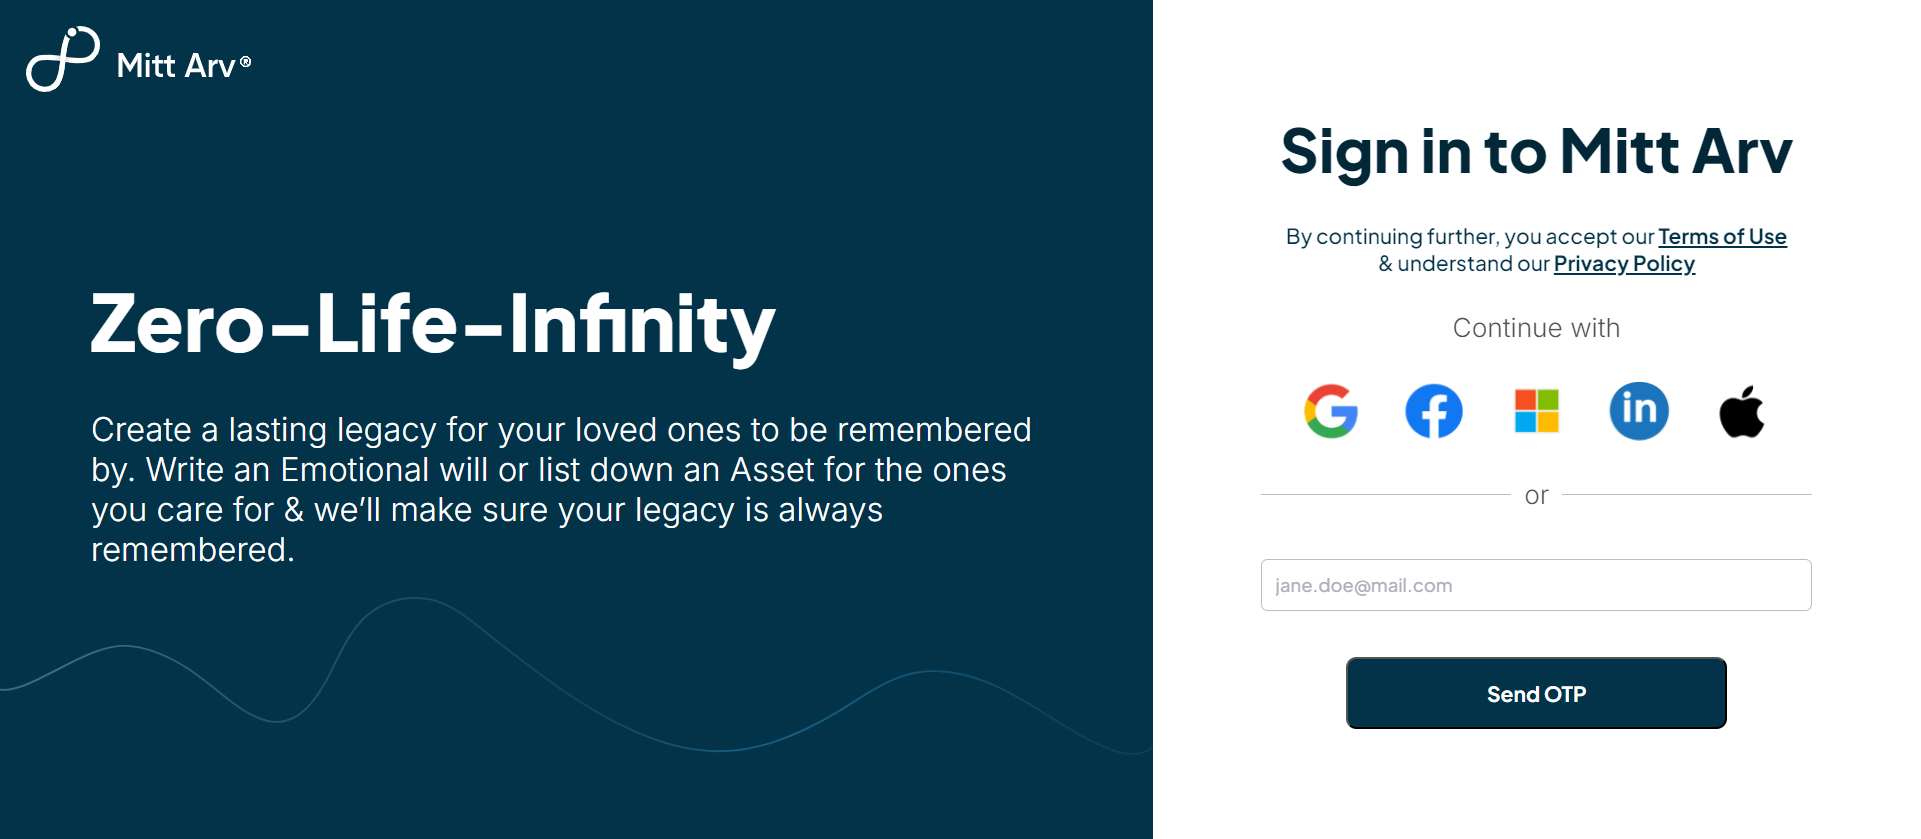 Mitt Arv®
Zero–Life–Infinity
Create a lasting legacy for your loved ones to be remembered
by. Write an Emotional will or list down an Asset for the ones
you care for & we’ll make sure your legacy is always
remembered.
Sign in to Mitt Arv
By continuing further, you accept our Terms of Use
& understand our Privacy Policy
Continue with
in
or
jane.doe@mail.com
Send OTP